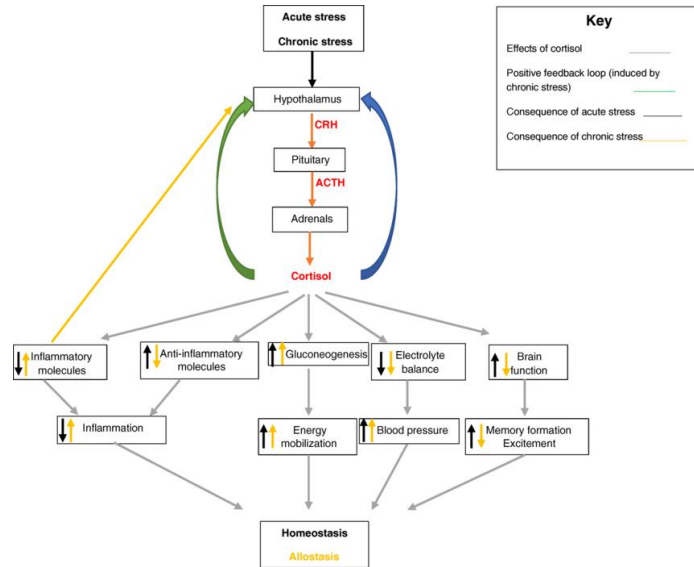 Acute stress
Chronic stress
Key
Effects of cortisol
Positive feedback loop (induced by
chronic stress)
Consequence of acute stress
Consequence of chronic stress
Hypothalamus
CRH
Pituitary
ACTH
Adrenals
Cortisol
Inflammatory
molecules
Anti-inflammatory
molecules
Gluconeogenesis
Electrolyte
balance
Brain
function
Inflammation
Energy
mobilization
Blood pressure
Memory formation
Excitement
Homeostasis
Allostasis